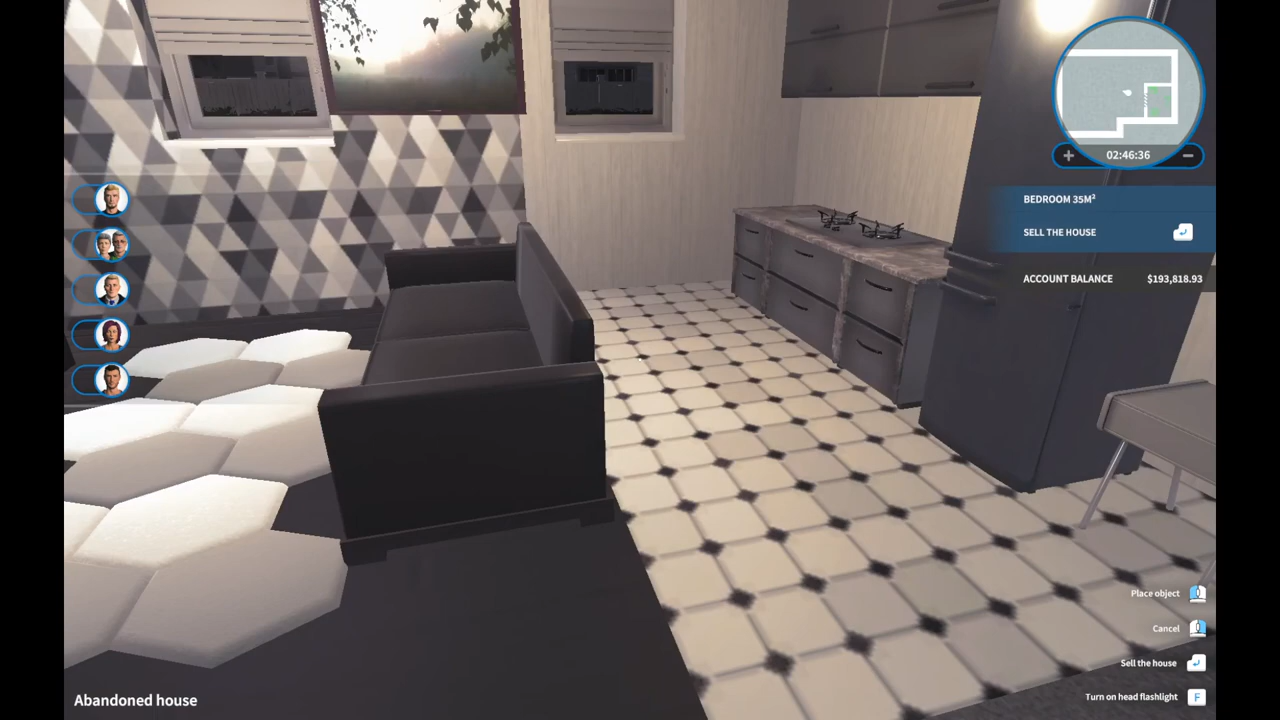 02:46:36
BEDROOM 35M²
SELL THE HOUSE
ACCOUNT BALANCE $193,818.93
Place object
Cancel
Sell the house
Turn on head flashlight F
Abandoned house